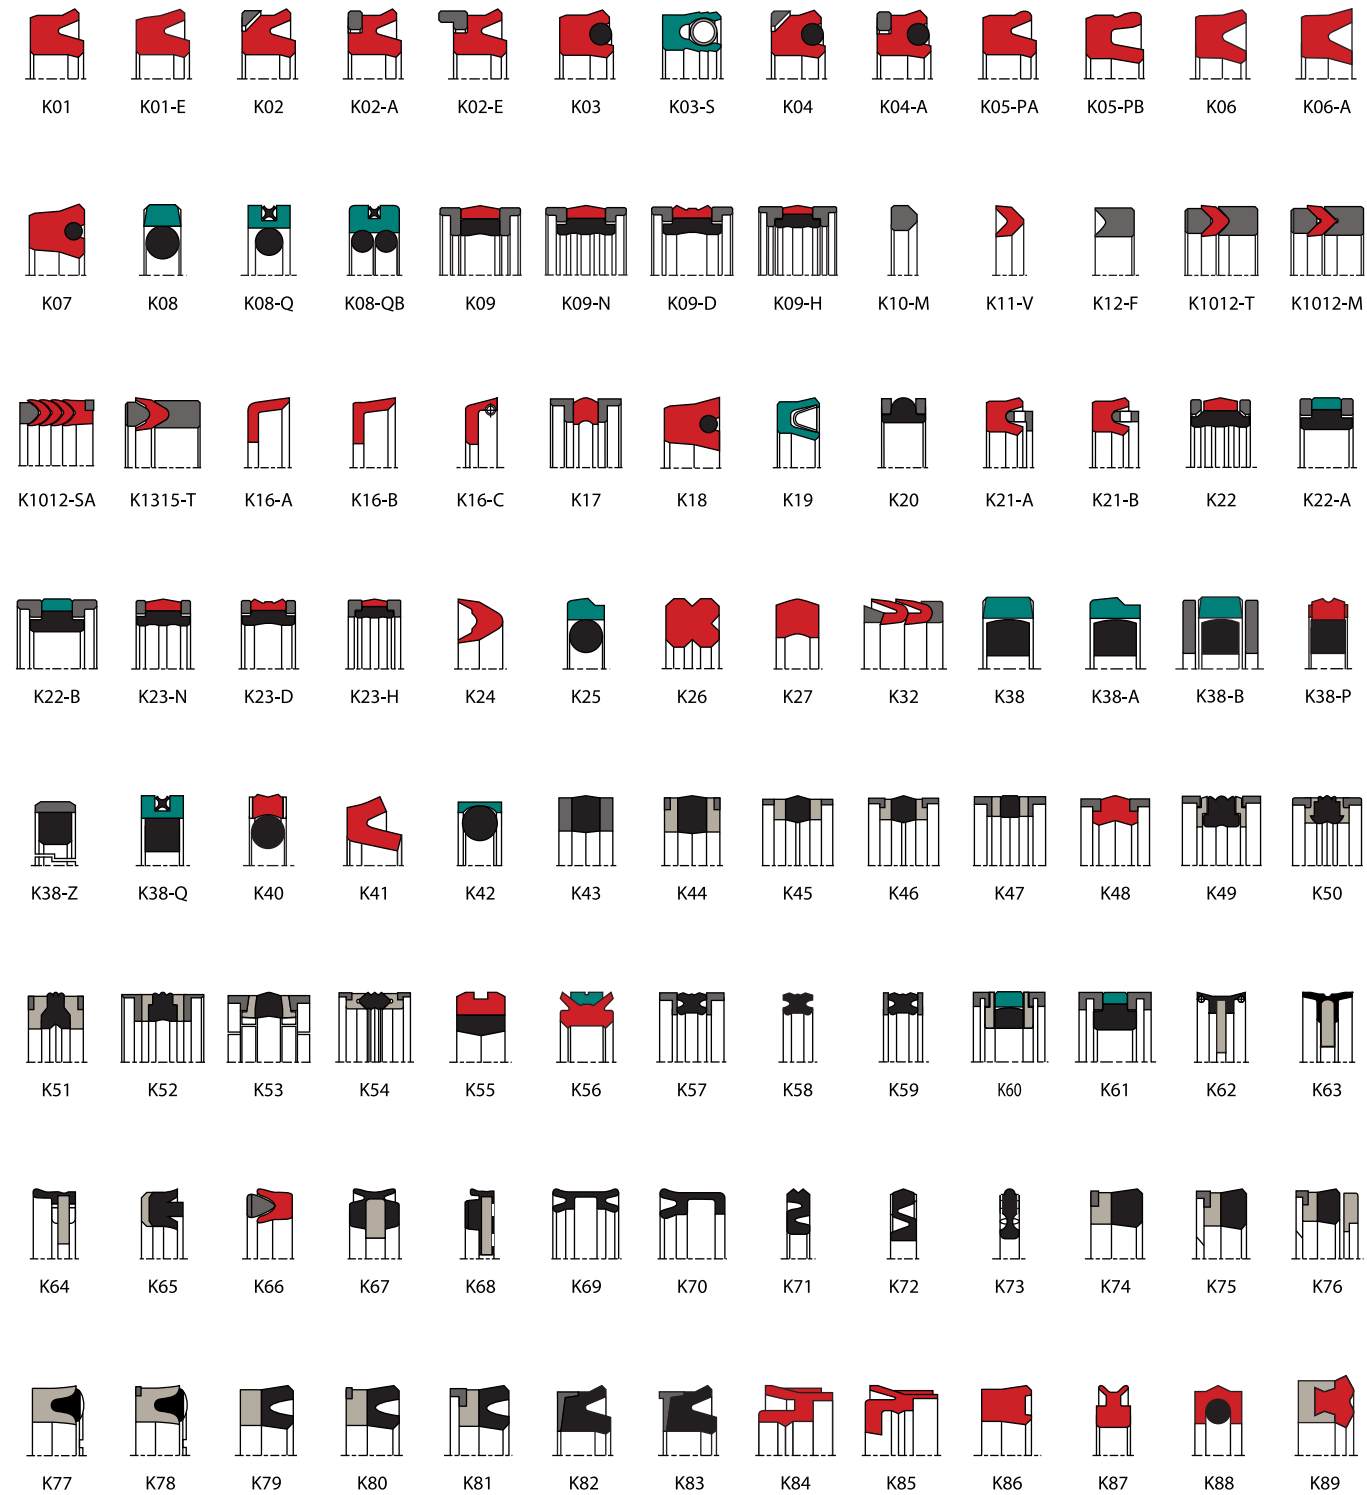 K01 K01-E K02 K02-A K02-E K03 K03-S K04 K04-A K05-PA K05-PB K06 K06-A
K07 K08 K08-Q K08-QB K09 K09-N K09-D K09-H K10-M K11-V K12-F K1012-T K1012-M
K1012-SA K1315-T K16-A K16-B K16-C K17 K18 K19 K20 K21-A K21-B K22 K22-A
K22-B K23-N K23-D K23-H K24 K25 K26 K27 K32 K38 K38-A K38-B K38-P
K38-Z K38-Q K40 K41 K42 K43 K44 K45 K46 K47 K48 K49 K50
K51 K52 K53 K54 K55 K56 K57 K58 K59 K60 K61 K62 K63
K64 K65 K66 K67 K68 K69 K70 K71 K72 K73 K74 K75 K76
K77 K78 K79 K80 K81 K82 K83 K84 K85 K86 K87 K88 K89